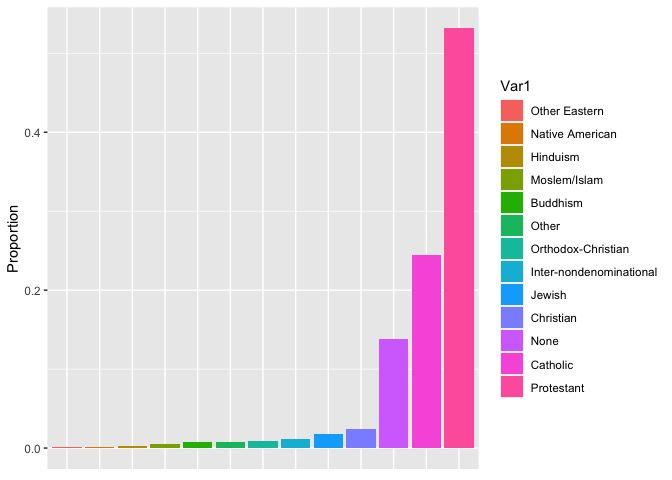 Proportion
0.4
0.2
0.0
Var1
Other Eastern
Native American
Hinduism
Moslem/Islam
Buddhism
Other
Orthodox-Christian
Inter-nondenominational
Jewish
Christian
None
Catholic
Protestant